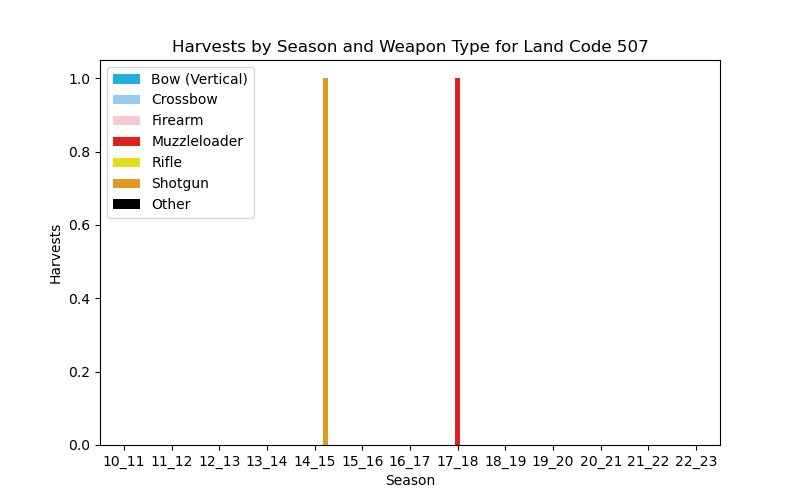 Harvests by Season and Weapon Type for Land Code 507
Bow (Vertical)
Crossbow
Firearm
Muzzleloader
Rifle
Shotgun
Other
1.0
0.8
0.6
0.4
0.2
0.0
Harvests
10_11 11_12 12_13 13_14 14_15 15_16 16_17 17_18 18_19 19_20 20_21 21_22 22_23
Season